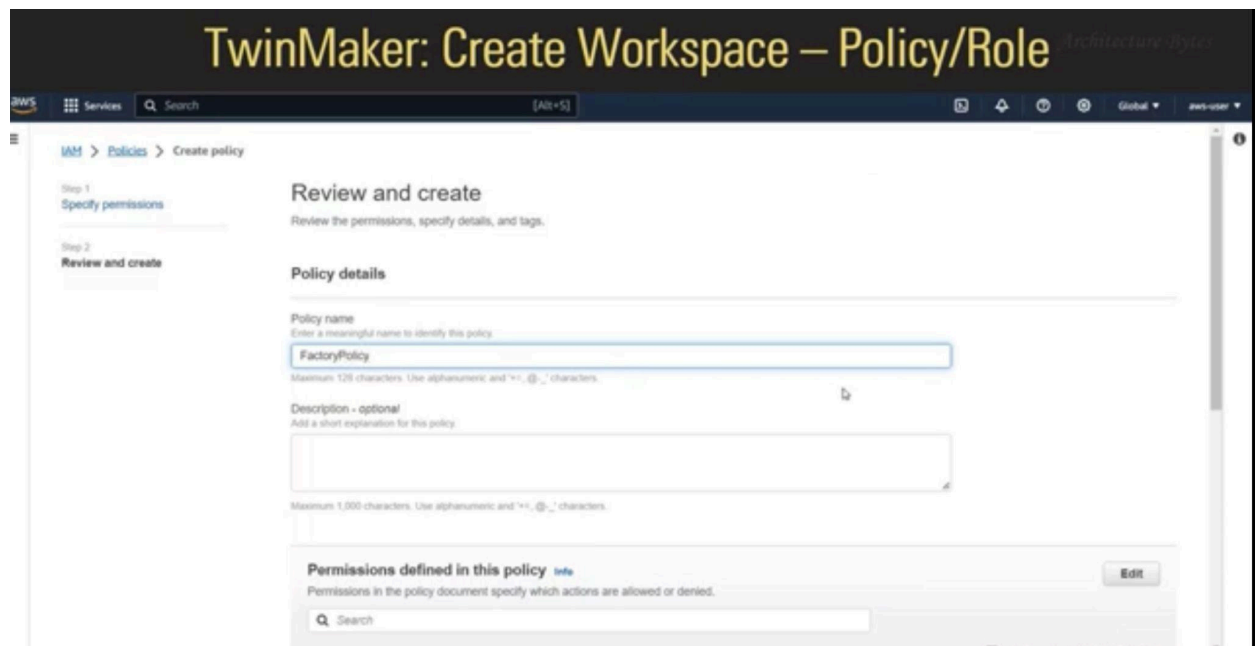 TwinMaker: Create Workspace – Policy/Role
Architecture Bytes
aws
Services
Search
[Alt+S]
Global
aws-user
IAM > Policies > Create policy
Step 1
Specify permissions
Step 2
Review and create
Review and create
Review the permissions, specify details, and tags.
Policy details
Policy name
Enter a meaningful name to identify this policy.
FactoryPolicy
Maximum 128 characters. Use alphanumeric and '+=,.@-_' characters.
Description - optional
Add a short explanation for this policy.
Maximum 1,000 characters. Use alphanumeric and '+=,.@-_' characters.
Permissions defined in this policy Info
Permissions in the policy document specify which actions are allowed or denied.
Edit
Search